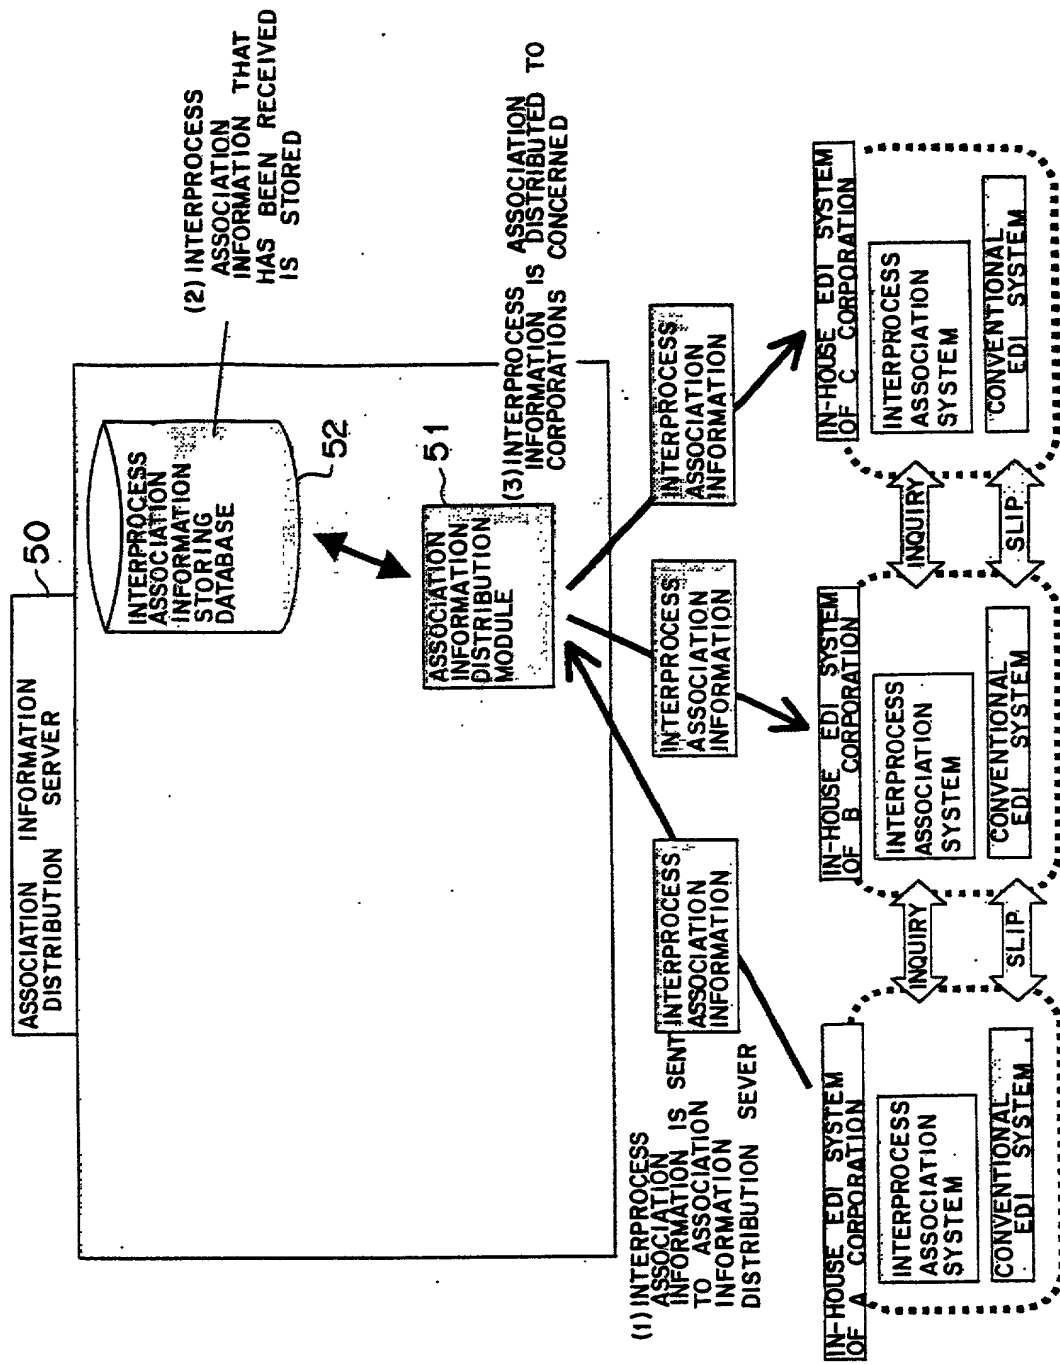 ASSOCIATION INFORMATION
DISTRIBUTION SERVER
50
INTERPROCESS
ASSOCIATION
INFORMATION
STORING
DATABASE
52
(2) INTERPROCESS
ASSOCIATION
INFORMATION THAT
HAS BEEN RECEIVED
IS STORED
ASSOCIATION
INFORMATION
DISTRIBUTION
MODULE
51
(3) INTERPROCESS ASSOCIATION
INFORMATION IS DISTRIBUTED TO
CORPORATIONS CONCERNED
(1) INTERPROCESS
ASSOCIATION
INFORMATION IS SENT
TO ASSOCIATION
INFORMATION
DISTRIBUTION SEVER
INTERPROCESS
ASSOCIATION
INFORMATION
INTERPROCESS
ASSOCIATION
INFORMATION
INTERPROCESS
ASSOCIATION
INFORMATION
IN-HOUSE EDI SYSTEM
OF A CORPORATION
INTERPROCESS
ASSOCIATION
SYSTEM
CONVENTIONAL
EDI SYSTEM
INQUIRY
SLIP
IN-HOUSE EDI SYSTEM
OF B CORPORATION
INTERPROCESS
ASSOCIATION
SYSTEM
CONVENTIONAL
EDI SYSTEM
INQUIRY
SLIP
IN-HOUSE EDI SYSTEM
OF C CORPORATION
INTERPROCESS
ASSOCIATION
SYSTEM
CONVENTIONAL
EDI SYSTEM